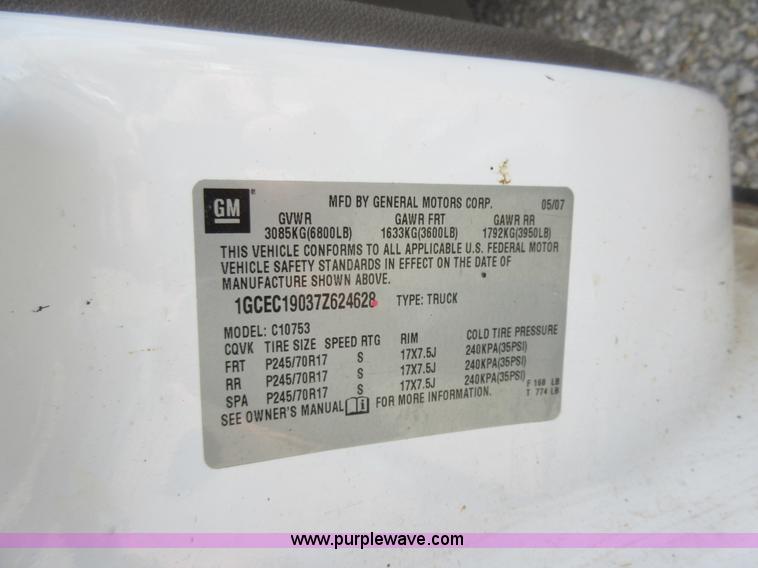 GM ®
MFD BY GENERAL MOTORS CORP. 05/07
GVWR GAWR FRT GAWR RR
3085KG(6800LB) 1633KG(3600LB) 1792KG(3950LB)
THIS VEHICLE CONFORMS TO ALL APPLICABLE U.S. FEDERAL MOTOR
VEHICLE SAFETY STANDARDS IN EFFECT ON THE DATE OF
MANUFACTURE SHOWN ABOVE.
1GCEC19037Z624628 TYPE: TRUCK
MODEL: C10753
CQVK TIRE SIZE SPEED RTG RIM COLD TIRE PRESSURE
FRT P245/70R17 S 17X7.5J 240KPA(35PSI)
RR P245/70R17 S 17X7.5J 240KPA(35PSI)
SPA P245/70R17 S 17X7.5J 240KPA(35PSI) F 168 LB
SEE OWNER'S MANUAL FOR MORE INFORMATION. T 774 LB
www.purplewave.com